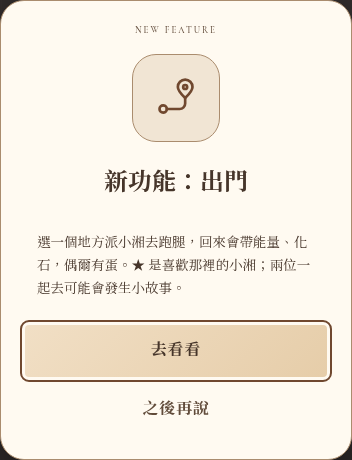 NEW FEATURE
新功能：出門
選一個地方派小湘去跑腿，回來會帶能量、化
石，偶爾有蛋。★ 是喜歡那裡的小湘；兩位一
起去可能會發生小故事。
去看看
之後再說